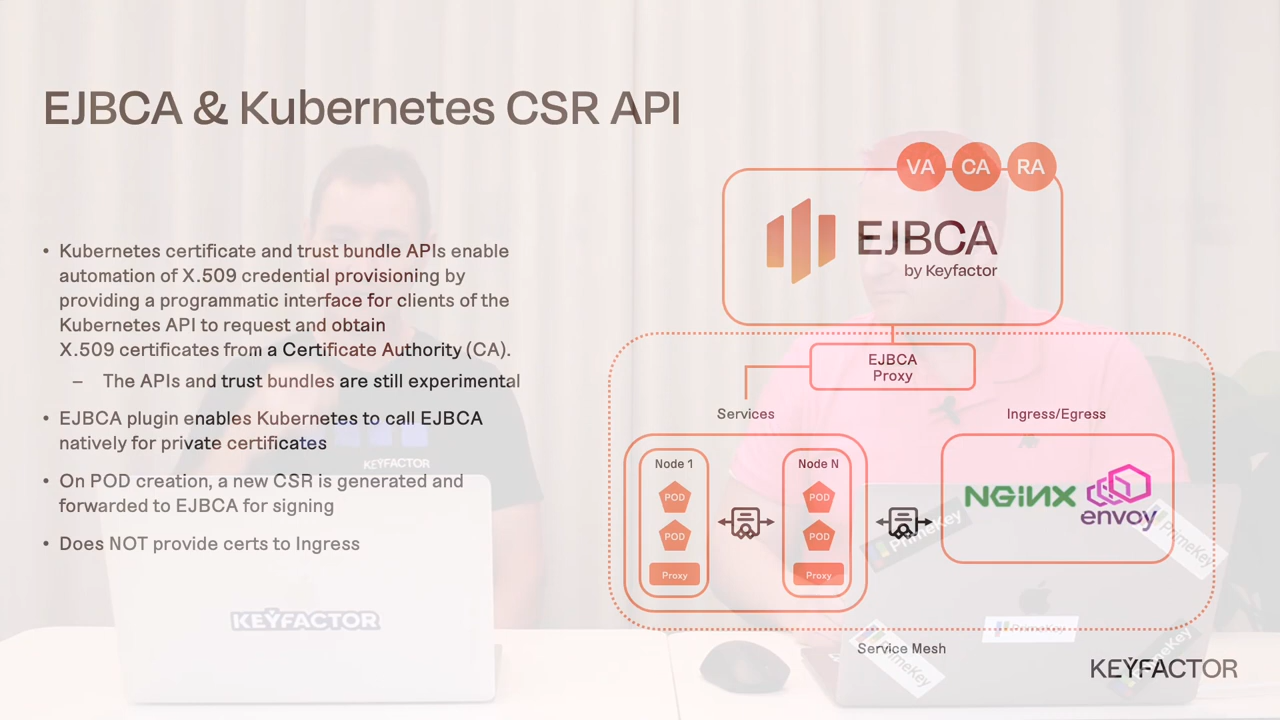 EJBCA & Kubernetes CSR API
• Kubernetes certificate and trust bundle APIs enable
automation of X.509 credential provisioning by
providing a programmatic interface for clients of the
Kubernetes API to request and obtain
X.509 certificates from a Certificate Authority (CA).
– The APIs and trust bundles are still experimental
• EJBCA plugin enables Kubernetes to call EJBCA
natively for private certificates
• On POD creation, a new CSR is generated and
forwarded to EJBCA for signing
• Does NOT provide certs to Ingress
VA CA RA
EJBCA
by Keyfactor
EJBCA
Proxy
Services
Ingress/Egress
Node 1
Node N
POD
POD
POD
POD
Proxy
Proxy
NGINX
envoy
Service Mesh
KEYFACTOR
KEYFACTOR
KEYFACTOR
PrimeKey
PrimeKey
PrimeKey
PrimeKey
PrimeKey